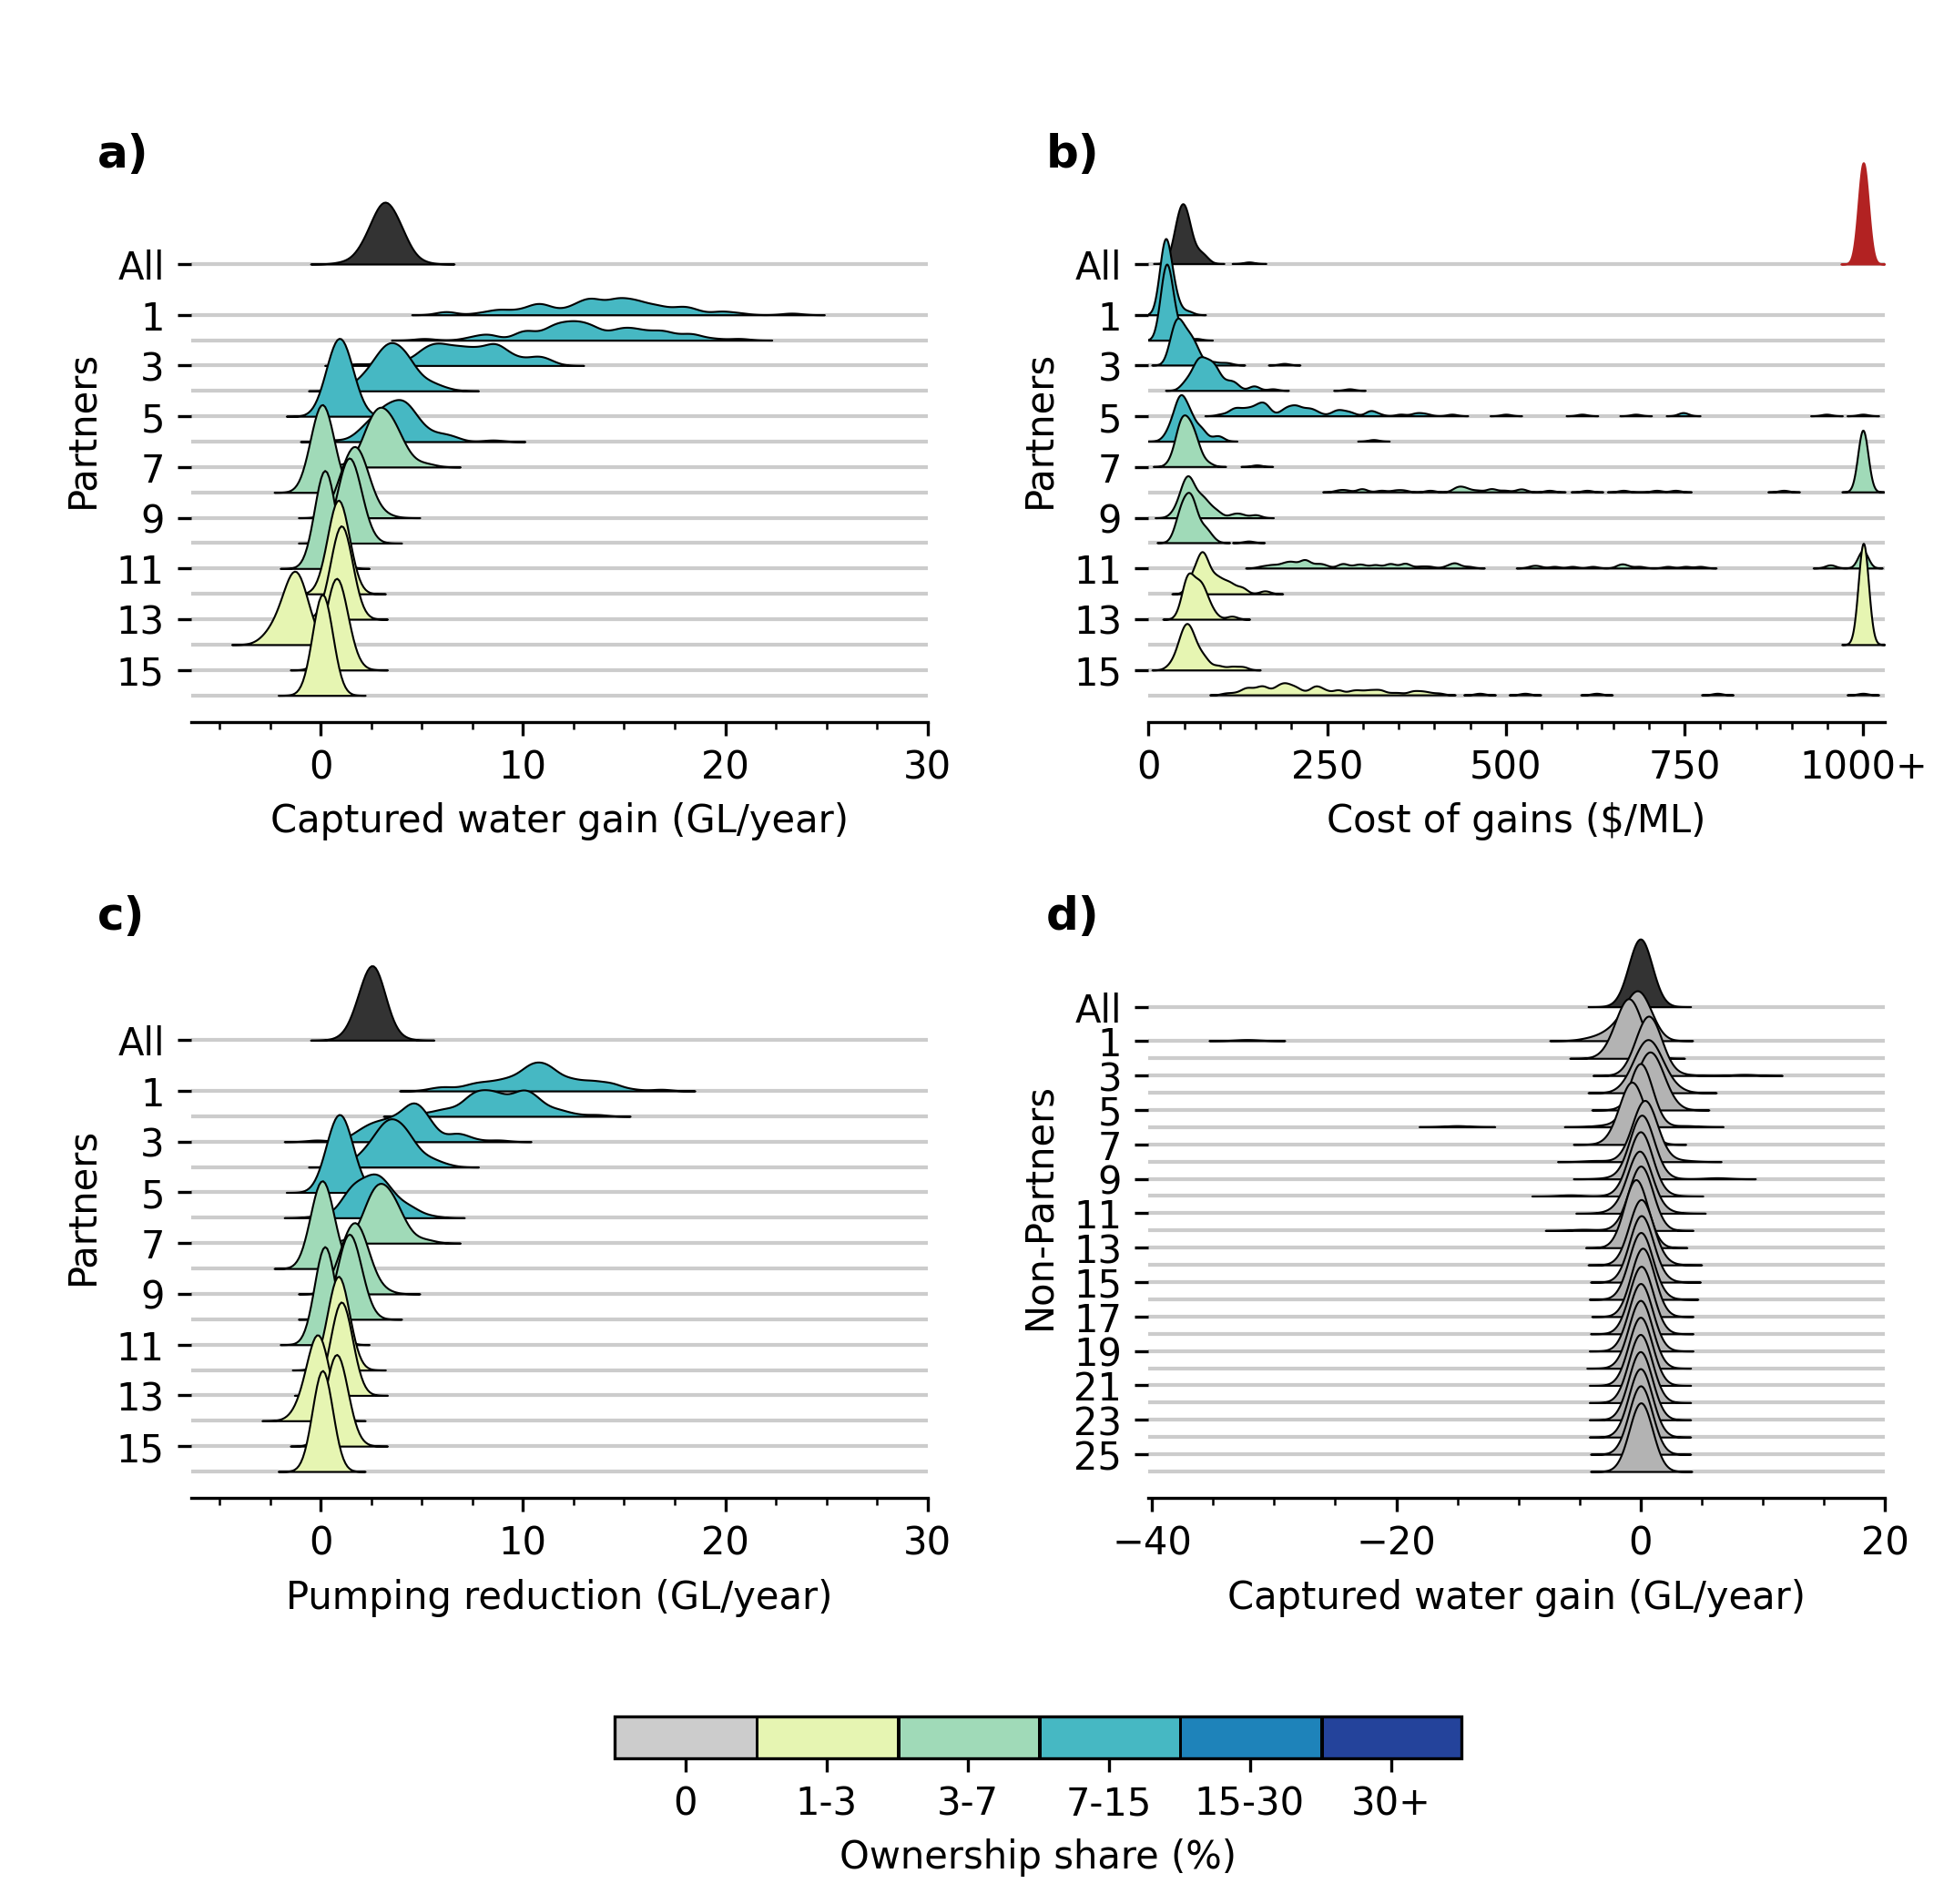 a)
All
1
3
5
7
9
11
13
15
Partners
0 10 20 30
Captured water gain (GL/year)
b)
All
1
3
5
7
9
11
13
15
Partners
0 250 500 750 1000+
Cost of gains ($/ML)
c)
All
1
3
5
7
9
11
13
15
Partners
0 10 20 30
Pumping reduction (GL/year)
d)
All
1
3
5
7
9
11
13
15
17
19
21
23
25
Non-Partners
−40 −20 0 20
Captured water gain (GL/year)
0 1-3 3-7 7-15 15-30 30+
Ownership share (%)